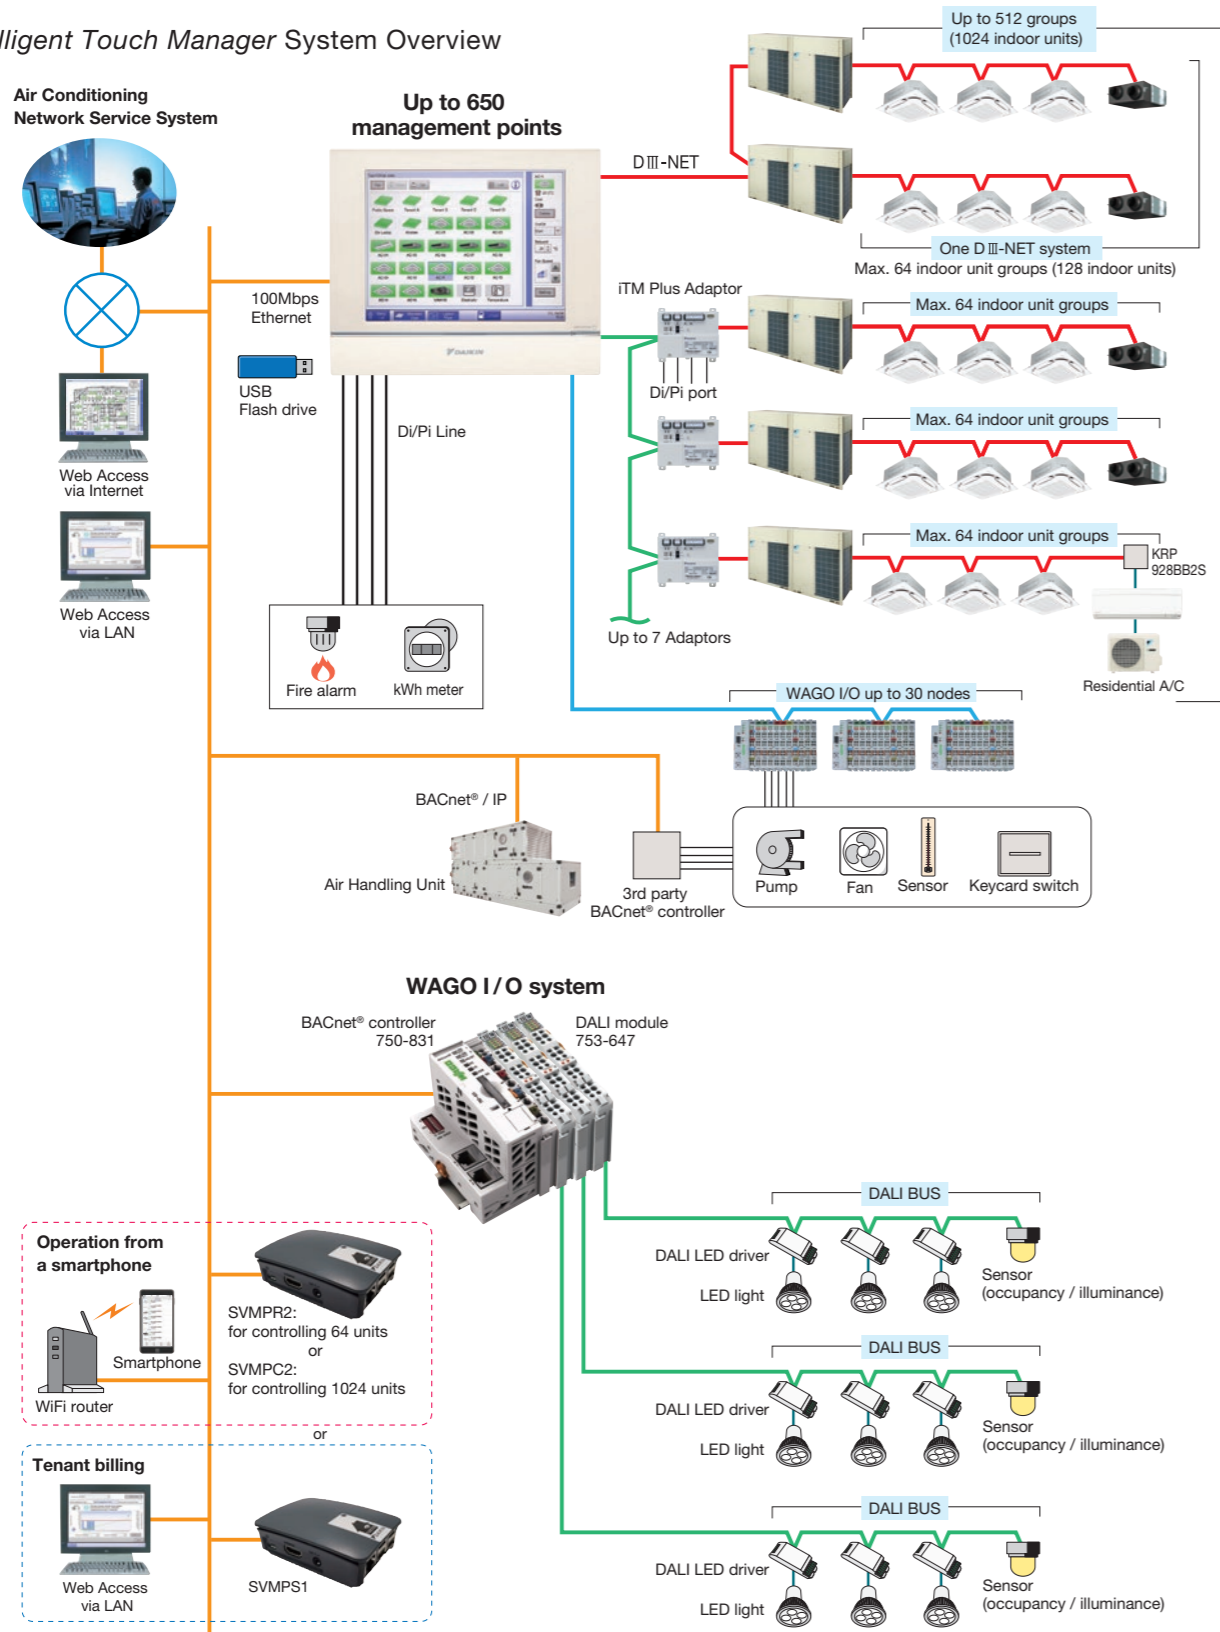 lligent Touch Manager System Overview
Air Conditioning
Network Service System
Up to 650
management points
Up to 512 groups
(1024 indoor units)
DⅢ-NET
One DⅢ-NET system
Max. 64 indoor unit groups (128 indoor units)
100Mbps
Ethernet
USB
Flash drive
DAIKIN
iTM Plus Adaptor
Di/Pi port
Max. 64 indoor unit groups
Di/Pi Line
Max. 64 indoor unit groups
Web Access
via Internet
Max. 64 indoor unit groups
KRP
928BB2S
Web Access
via LAN
Up to 7 Adaptors
Fire alarm
kWh meter
Residential A/C
WAGO I/O up to 30 nodes
BACnet® / IP
Air Handling Unit
3rd party
BACnet® controller
Pump
Fan
Sensor
Keycard switch
WAGO I/O system
BACnet® controller
750-831
DALI module
753-647
DALI BUS
DALI LED driver
LED light
Sensor
(occupancy / illuminance)
Operation from
a smartphone
Smartphone
WiFi router
SVMPR2:
for controlling 64 units
or
SVMPC2:
for controlling 1024 units
DALI BUS
DALI LED driver
LED light
Sensor
(occupancy / illuminance)
or
Tenant billing
Web Access
via LAN
SVMPS1
DALI BUS
DALI LED driver
LED light
Sensor
(occupancy / illuminance)